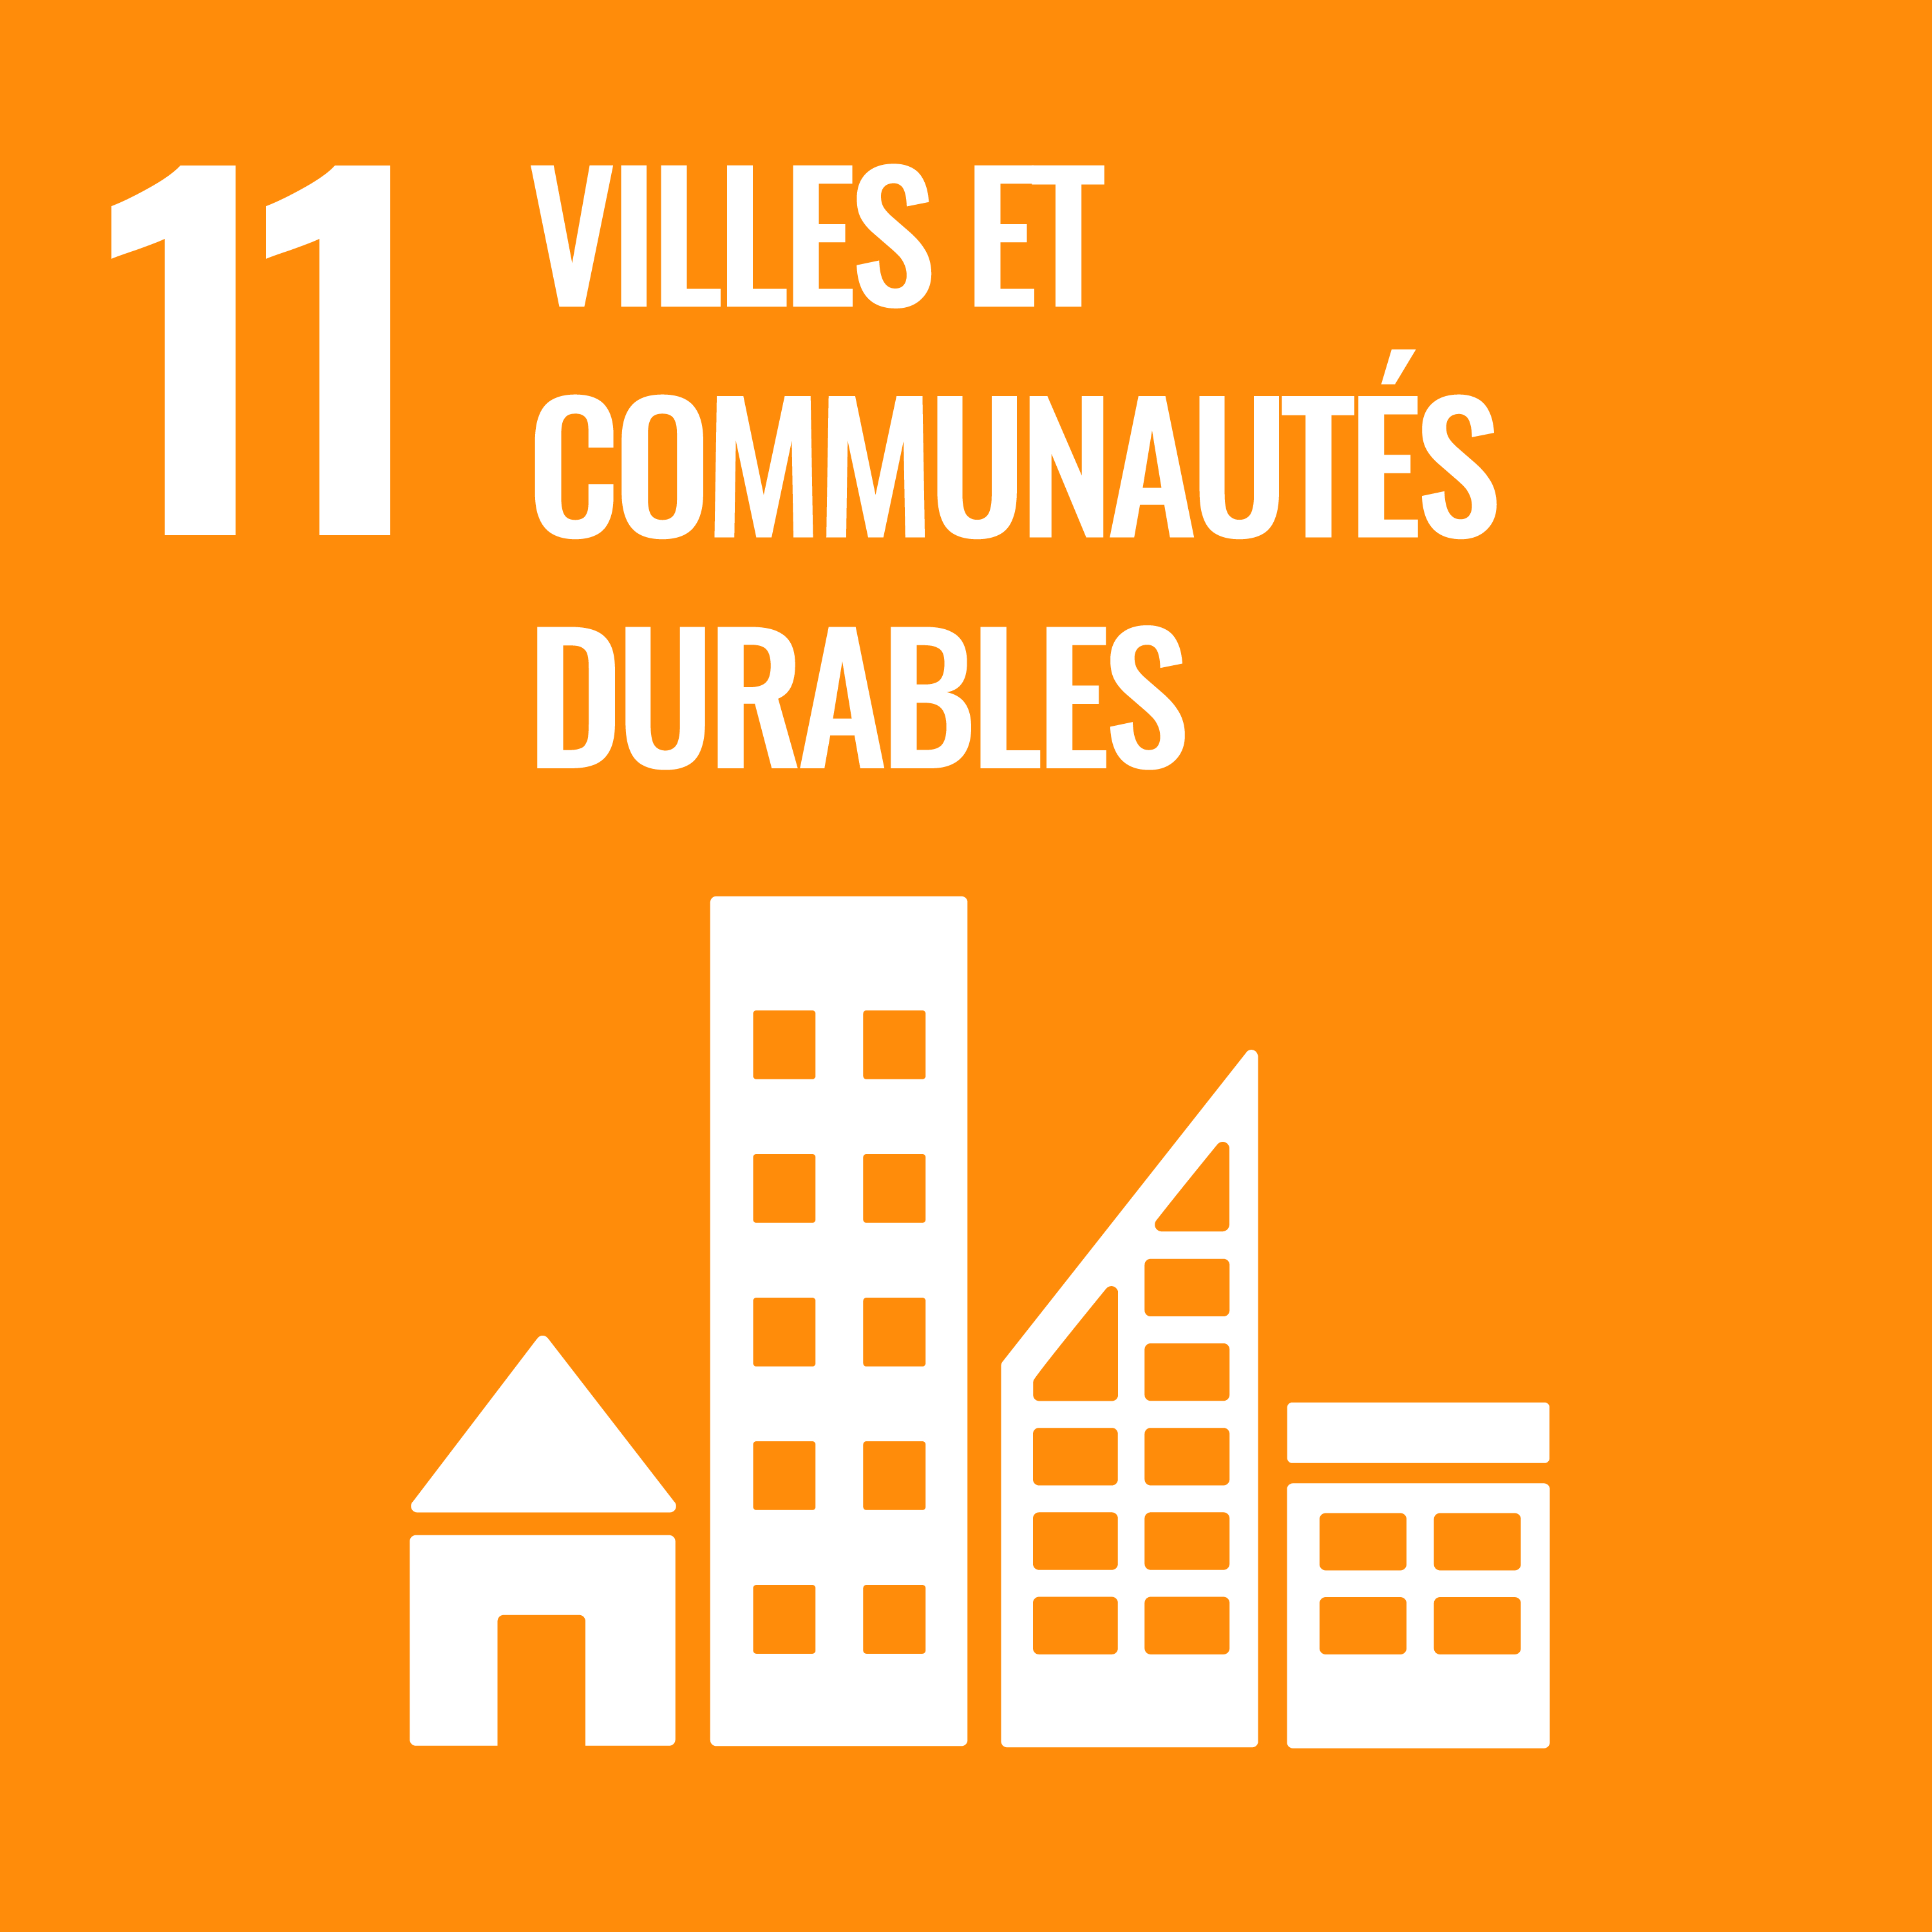 11
VILLES ET
COMMUNAUTÉS
DURABLES